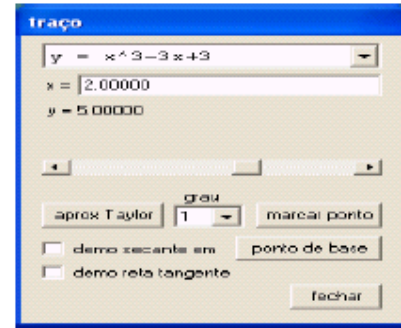 traço
y = x^3-3x+3
x = 2.00000
y = 5.00000
grau
aprox Taylor 1 marcar ponto
demo secante em ponto de base
demo reta tangente
fechar